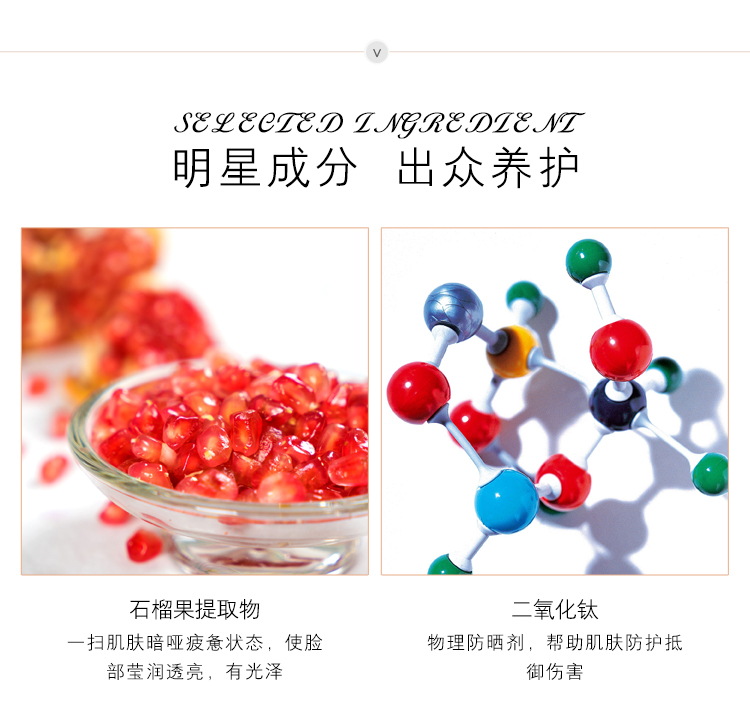 V
SELECTED INGREDIENT
明星成分 出众养护
石榴果提取物
一扫肌肤暗哑疲惫状态，使脸
部莹润透亮，有光泽
二氧化钛
物理防晒剂，帮助肌肤防护抵
御伤害